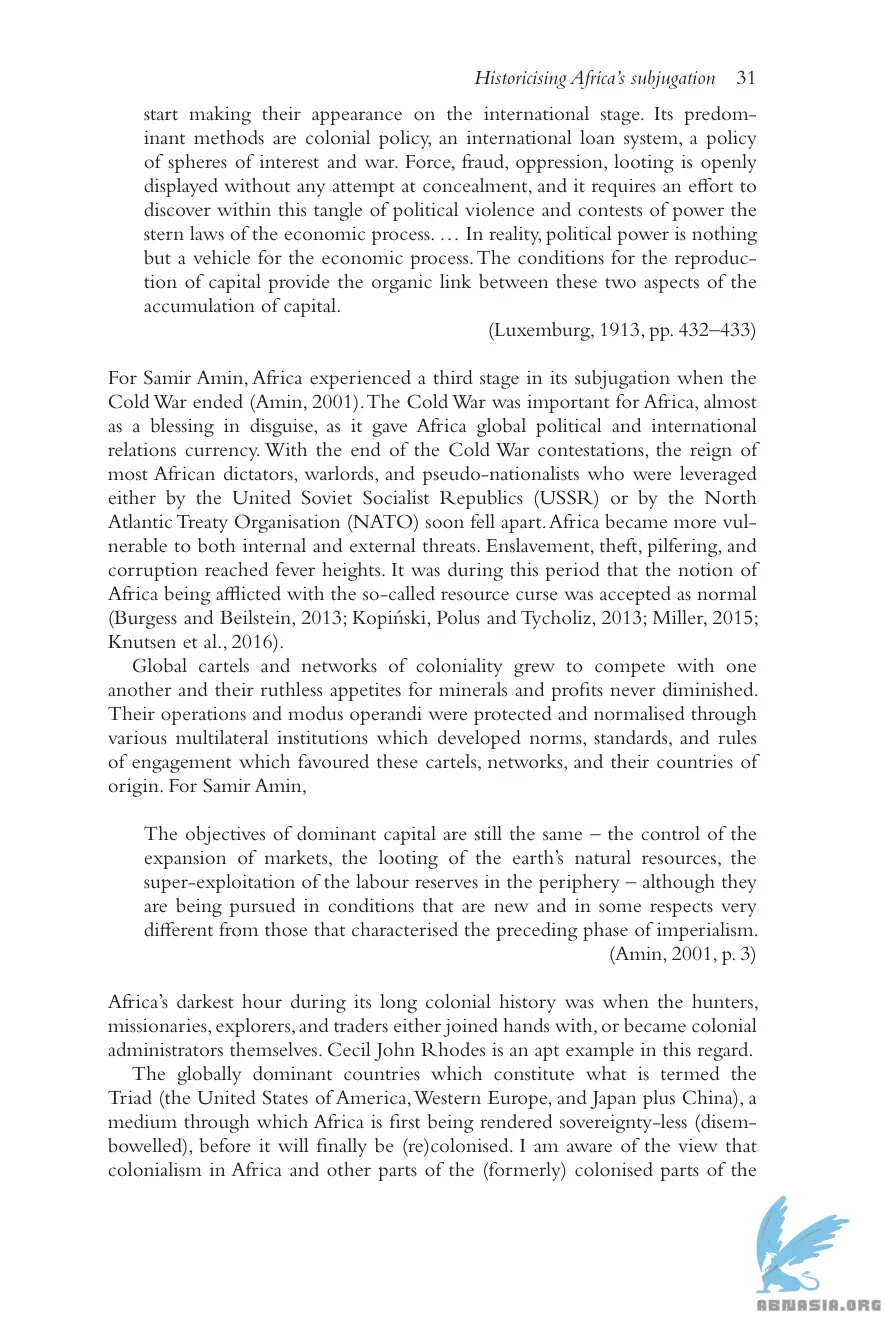 Historicising Africa’s subjugation 31
start making their appearance on the international stage. Its predom-
inant methods are colonial policy, an international loan system, a policy
of spheres of interest and war. Force, fraud, oppression, looting is openly
displayed without any attempt at concealment, and it requires an effort to
discover within this tangle of political violence and contests of power the
stern laws of the economic process. … In reality, political power is nothing
but a vehicle for the economic process. The conditions for the reproduc-
tion of capital provide the organic link between these two aspects of the
accumulation of capital.
(Luxemburg, 1913, pp. 432–433)
For Samir Amin, Africa experienced a third stage in its subjugation when the
Cold War ended (Amin, 2001). The Cold War was important for Africa, almost
as a blessing in disguise, as it gave Africa global political and international
relations currency. With the end of the Cold War contestations, the reign of
most African dictators, warlords, and pseudo-nationalists who were leveraged
either by the United Soviet Socialist Republics (USSR) or by the North
Atlantic Treaty Organisation (NATO) soon fell apart. Africa became more vul-
nerable to both internal and external threats. Enslavement, theft, pilfering, and
corruption reached fever heights. It was during this period that the notion of
Africa being afflicted with the so-called resource curse was accepted as normal
(Burgess and Beilstein, 2013; Kopiński, Polus and Tycholiz, 2013; Miller, 2015;
Knutsen et al., 2016).
Global cartels and networks of coloniality grew to compete with one
another and their ruthless appetites for minerals and profits never diminished.
Their operations and modus operandi were protected and normalised through
various multilateral institutions which developed norms, standards, and rules
of engagement which favoured these cartels, networks, and their countries of
origin. For Samir Amin,
The objectives of dominant capital are still the same – the control of the
expansion of markets, the looting of the earth’s natural resources, the
super-exploitation of the labour reserves in the periphery – although they
are being pursued in conditions that are new and in some respects very
different from those that characterised the preceding phase of imperialism.
(Amin, 2001, p. 3)
Africa’s darkest hour during its long colonial history was when the hunters,
missionaries, explorers, and traders either joined hands with, or became colonial
administrators themselves. Cecil John Rhodes is an apt example in this regard.
The globally dominant countries which constitute what is termed the
Triad (the United States of America, Western Europe, and Japan plus China), a
medium through which Africa is first being rendered sovereignty-less (disem-
bowelled), before it will finally be (re)colonised. I am aware of the view that
colonialism in Africa and other parts of the (formerly) colonised parts of the
ABNASIA.ORG